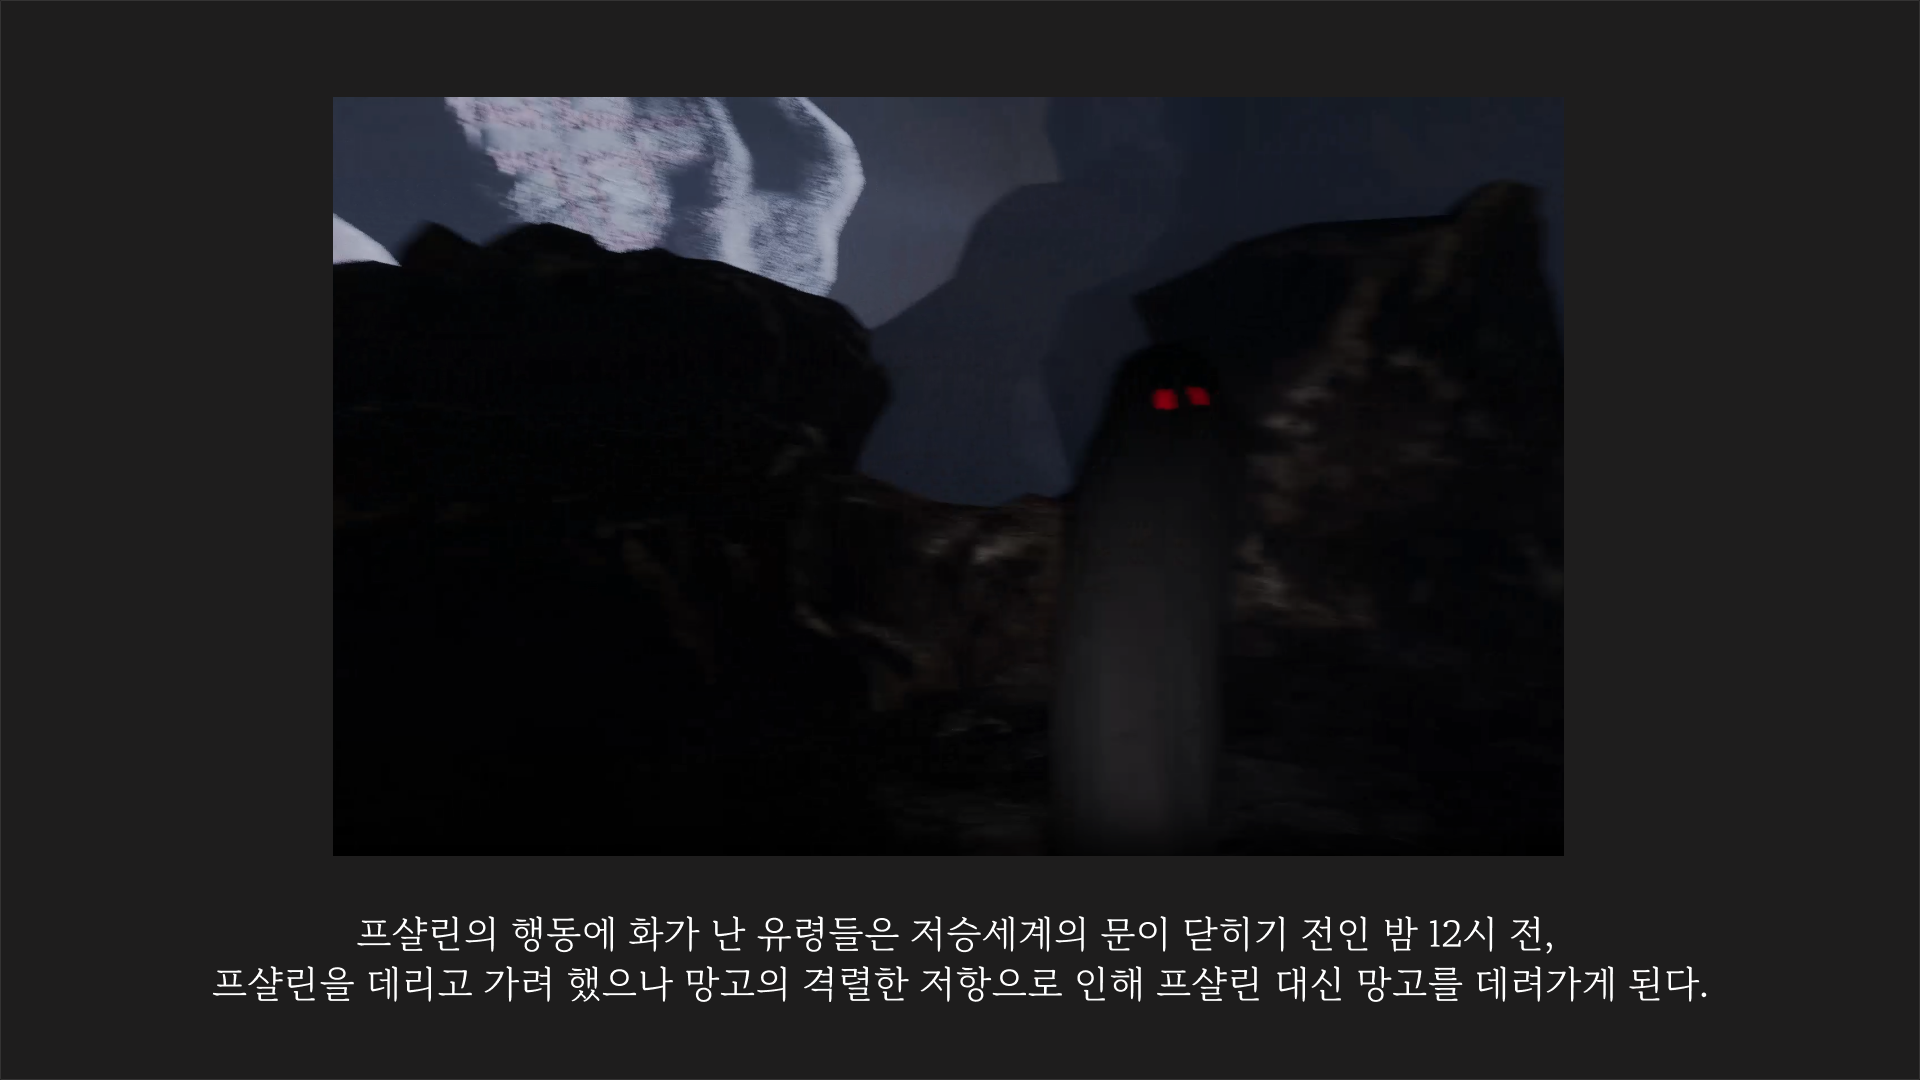 프샬린의 행동에 화가 난 유령들은 저승세계의 문이 닫히기 전인 밤 12시 전,
프샬린을 데리고 가려 했으나 망고의 격렬한 저항으로 인해 프샬린 대신 망고를 데려가게 된다.